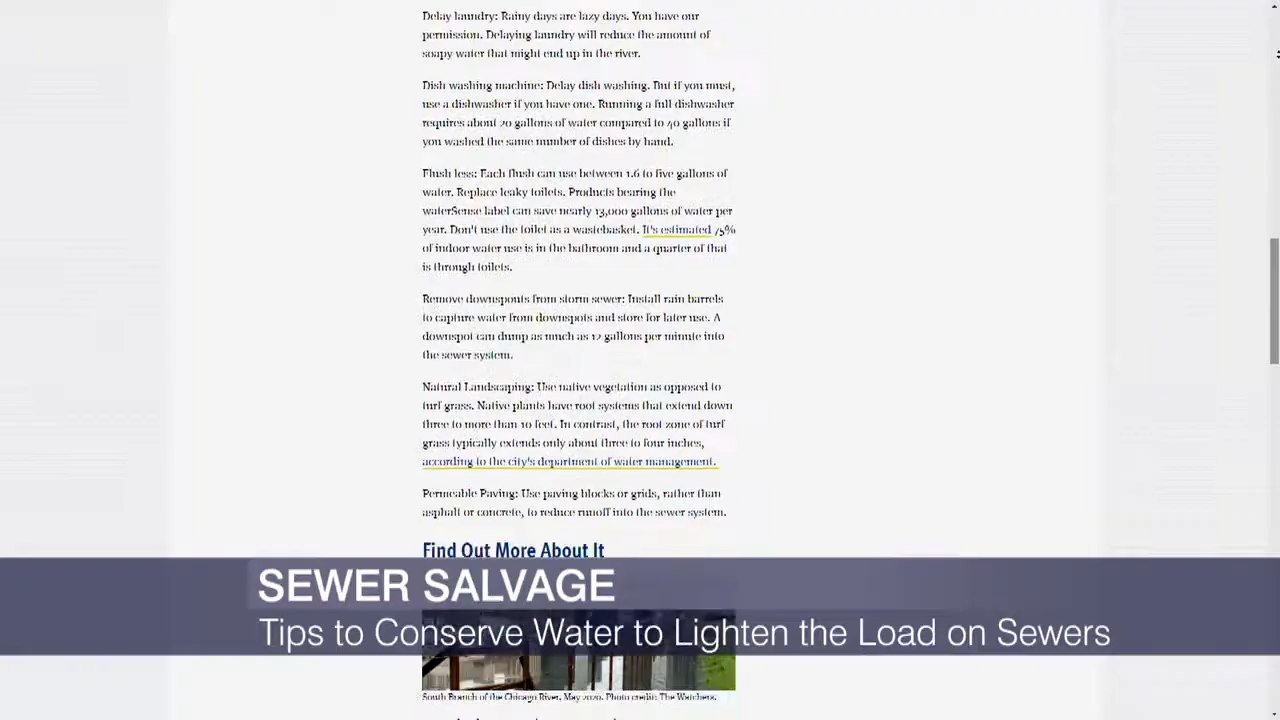 Delay laundry: Rainy days are lazy days. You have our
permission. Delaying laundry will reduce the amount of
soapy water that might end up in the river.
Dish washing machine: Delay dish washing. But if you must,
use a dishwasher if you have one. Running a full dishwasher
requires about 20 gallons of water compared to 40 gallons if
you washed the same number of dishes by hand.
Flush less: Each flush can use between 1.6 to five gallons of
water. Replace leaky toilets. Products bearing the
waterSense label can save nearly 13,000 gallons of water per
year. Don't use the toilet as a wastebasket. It's estimated 75%
of indoor water use is in the bathroom and a quarter of that
is through toilets.
Remove downspouts from storm sewer: Install rain barrels
to capture water from downspots and store for later use. A
downspot can dump as much as 12 gallons per minute into
the sewer system.
Natural Landscaping: Use native vegetation as opposed to
turf grass. Native plants have root systems that extend down
three to more than 10 feet. In contrast, the root zone of turf
grass typically extends only about three to four inches,
according to the city's department of water management.
Permeable Paving: Use paving blocks or grids, rather than
asphalt or concrete, to reduce runoff into the sewer system.
Find Out More About It
SEWER SALVAGE
Tips to Conserve Water to Lighten the Load on Sewers
South Branch of the Chicago River, May 2020. Photo credit: The Watchers.